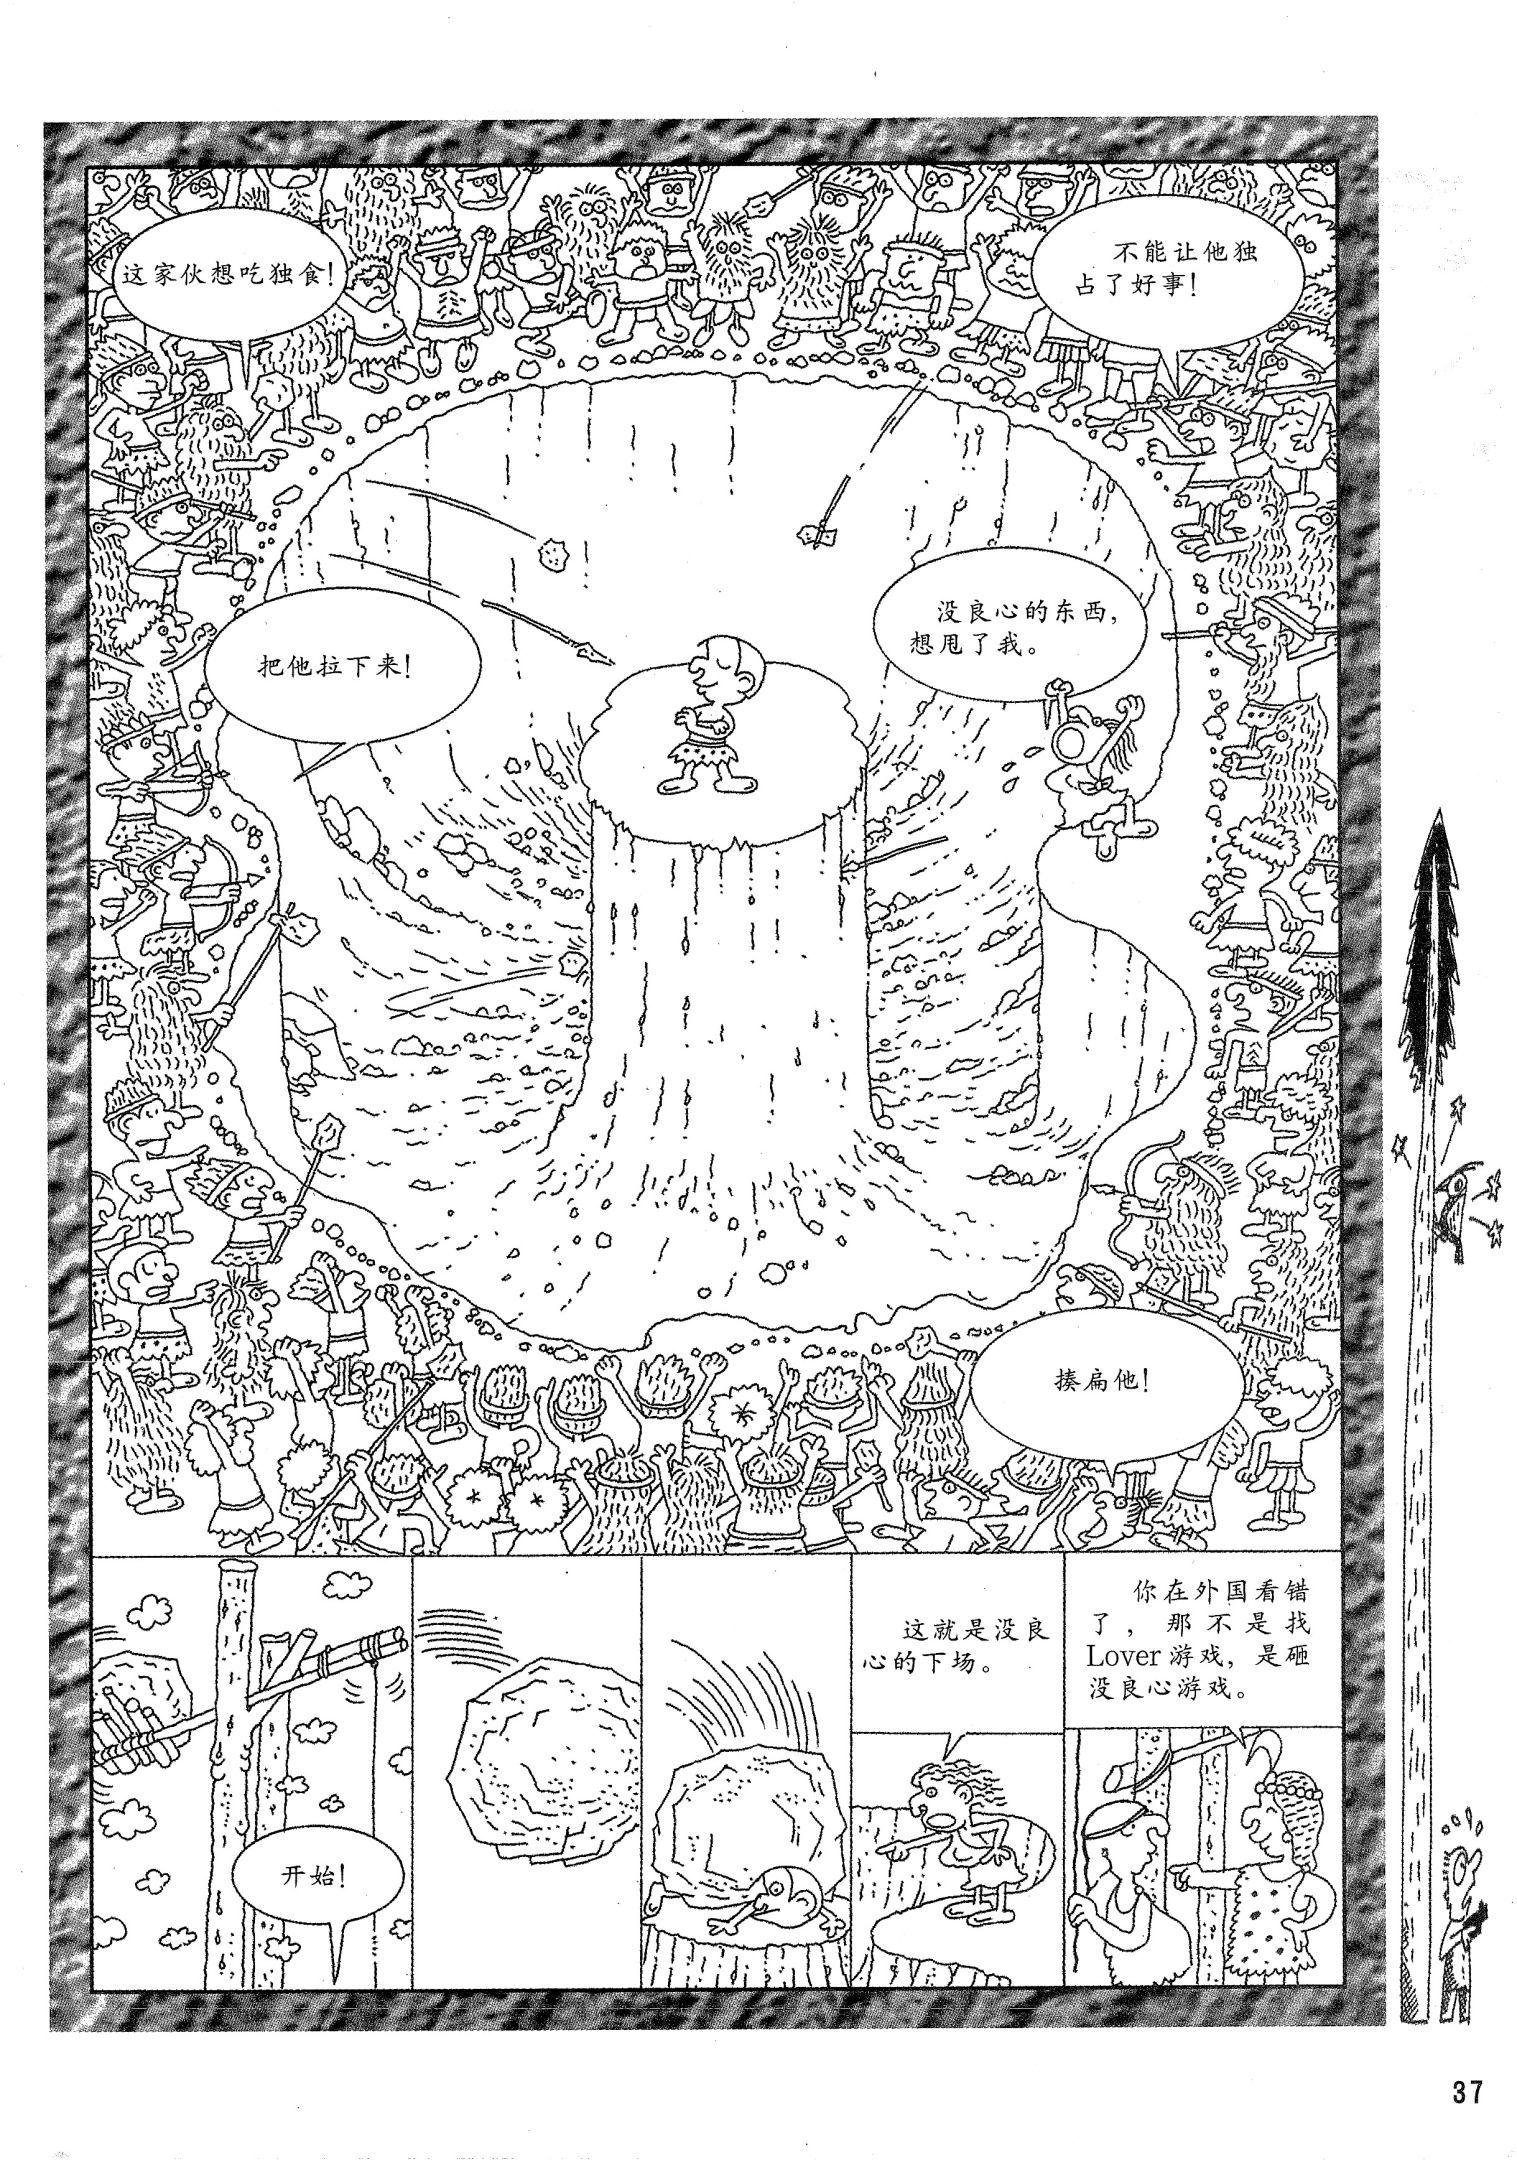 这家伙想吃独食！
不能让他独
占了好事！
把他拉下来！
没良心的东西，
想甩了我。
揍扁他！
开始！
这就是没良
心的下场。
你在外国看错
了，那不是找
Lover游戏，是砸
没良心游戏。
37